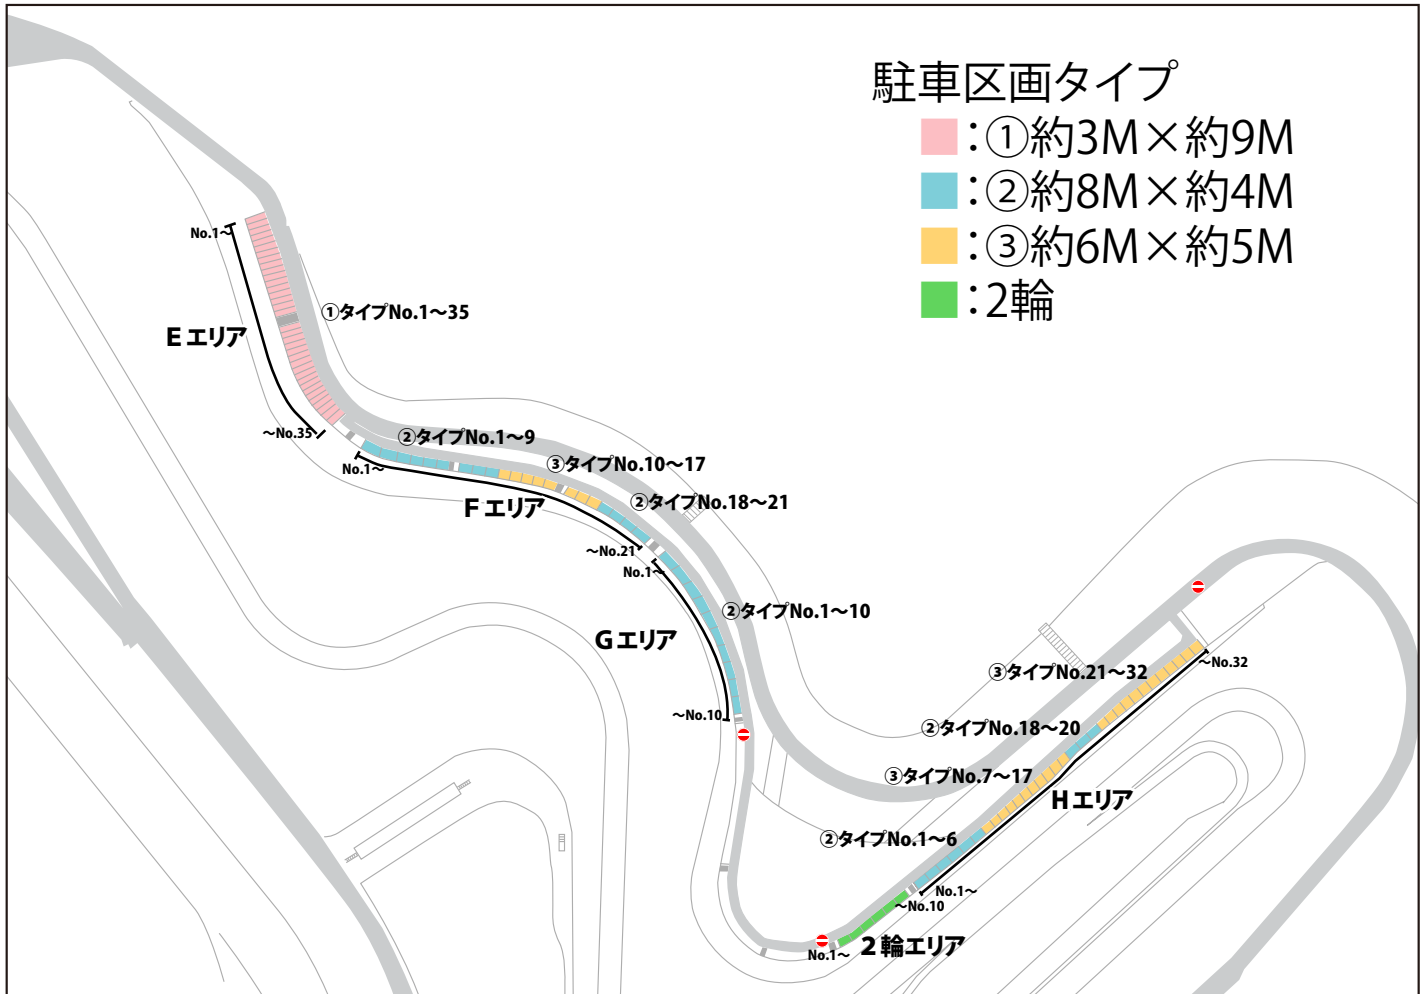 駐車区画タイプ
：①約3M×約9M
：②約8M×約4M
：③約6M×約5M
：2輪
No.1～
①タイプNo.1～35
Eエリア
～No.35
②タイプNo.1～9
No.1～
③タイプNo.10～17
Fエリア
②タイプNo.18～21
～No.21
No.1～
②タイプNo.1～10
Gエリア
～No.10
～No.32
③タイプNo.21～32
②タイプNo.18～20
③タイプNo.7～17
Hエリア
②タイプNo.1～6
No.1～
～No.10
2輪エリア
No.1～